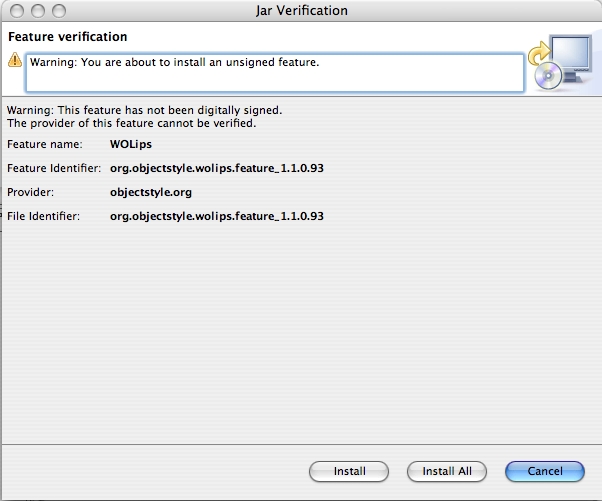 Jar Verification
Feature verification
Warning: You are about to install an unsigned feature.
Warning: This feature has not been digitally signed.
The provider of this feature cannot be verified.
Feature name: WOLips
Feature Identifier: org.objectstyle.wolips.feature_1.1.0.93
Provider: objectstyle.org
File Identifier: org.objectstyle.wolips.feature_1.1.0.93
Install Install All Cancel